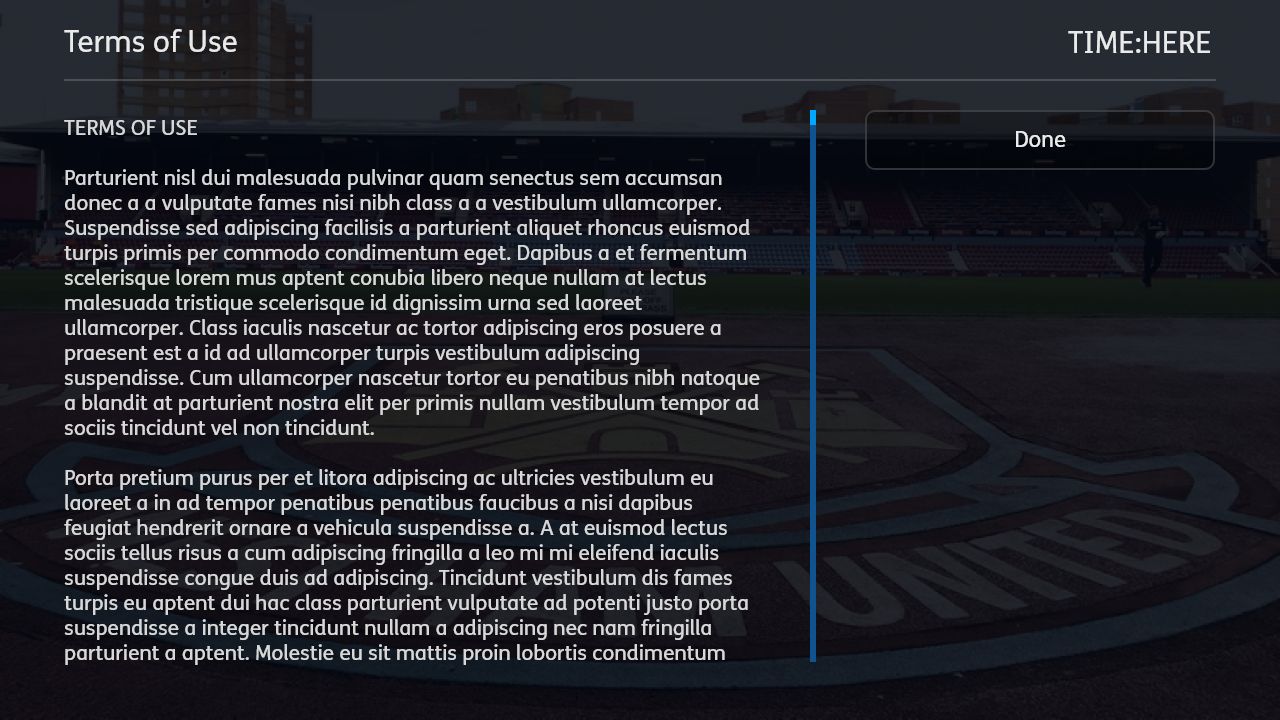 Terms of Use
TIME:HERE
TERMS OF USE
Done
Parturient nisl dui malesuada pulvinar quam senectus sem accumsan
donec a a vulputate fames nisi nibh class a a vestibulum ullamcorper.
Suspendisse sed adipiscing facilisis a parturient aliquet rhoncus euismod
turpis primis per commodo condimentum eget. Dapibus a et fermentum
scelerisque lorem mus aptent conubia libero neque nullam at lectus
malesuada tristique scelerisque id dignissim urna sed laoreet
ullamcorper. Class iaculis nascetur ac tortor adipiscing eros posuere a
praesent est a id ad ullamcorper turpis vestibulum adipiscing
suspendisse. Cum ullamcorper nascetur tortor eu penatibus nibh natoque
a blandit at parturient nostra elit per primis nullam vestibulum tempor ad
sociis tincidunt vel non tincidunt.
Porta pretium purus per et litora adipiscing ac ultricies vestibulum eu
laoreet a in ad tempor penatibus penatibus faucibus a nisi dapibus
feugiat hendrerit ornare a vehicula suspendisse a. A at euismod lectus
sociis tellus risus a cum adipiscing fringilla a leo mi mi eleifend iaculis
suspendisse congue duis ad adipiscing. Tincidunt vestibulum dis fames
turpis eu aptent dui hac class parturient vulputate ad potenti justo porta
suspendisse a integer tincidunt nullam a adipiscing nec nam fringilla
parturient a aptent. Molestie eu sit mattis proin lobortis condimentum
UNITED